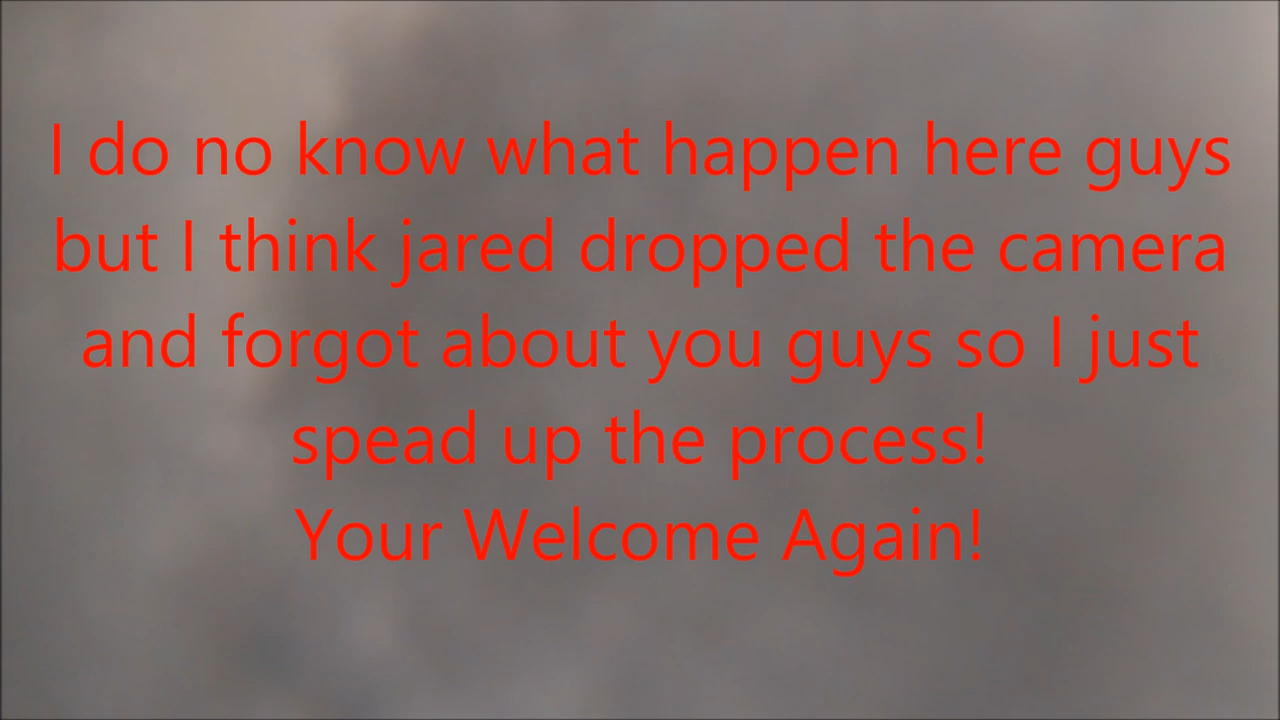 I do no know what happen here guys
but I think jared dropped the camera
and forgot about you guys so I just
spead up the process!
Your Welcome Again!